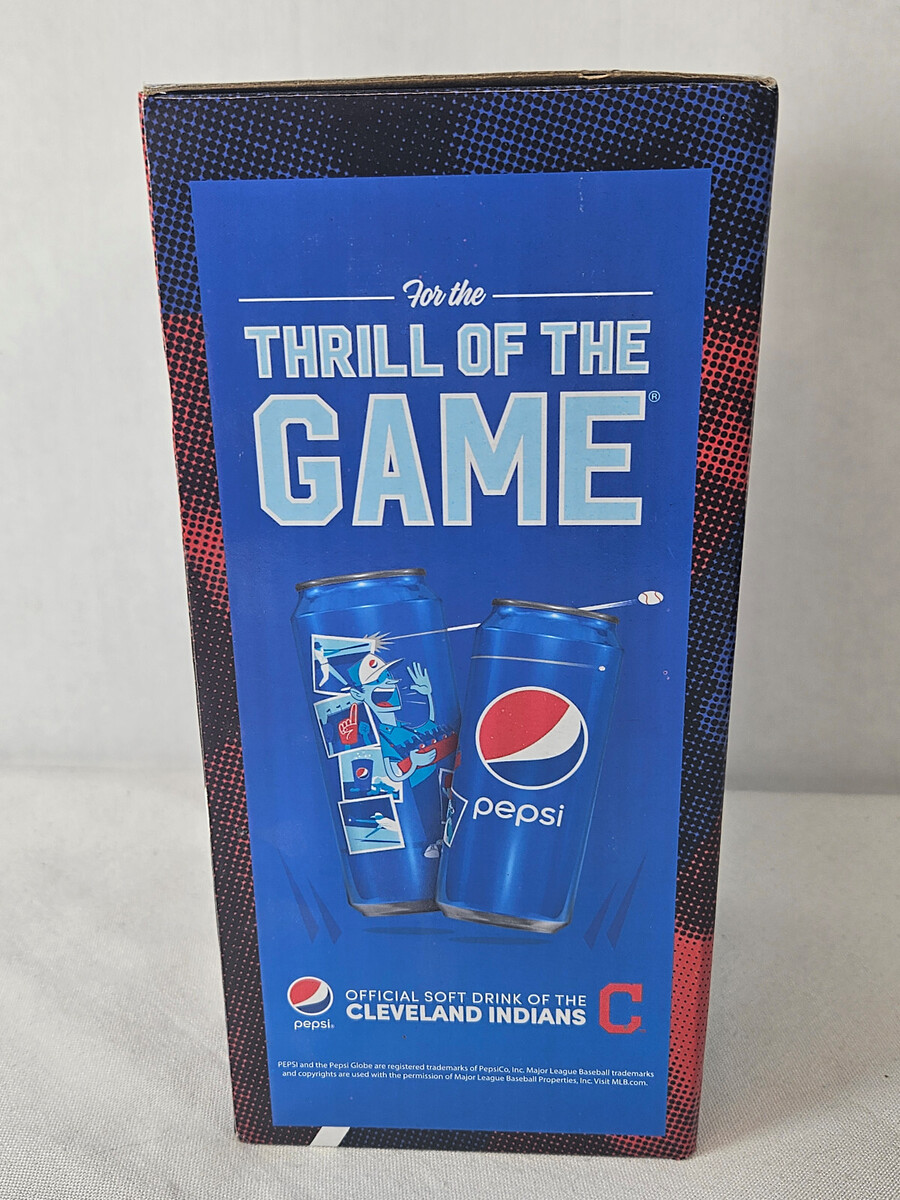 For the
THRILL OF THE
GAME®
pepsi
pepsi®
OFFICIAL SOFT DRINK OF THE
CLEVELAND INDIANS
C
PEPSI and the Pepsi Globe are registered trademarks of PepsiCo, Inc. Major League Baseball trademarks
and copyrights are used with the permission of Major League Baseball Properties, Inc. Visit MLB.com.